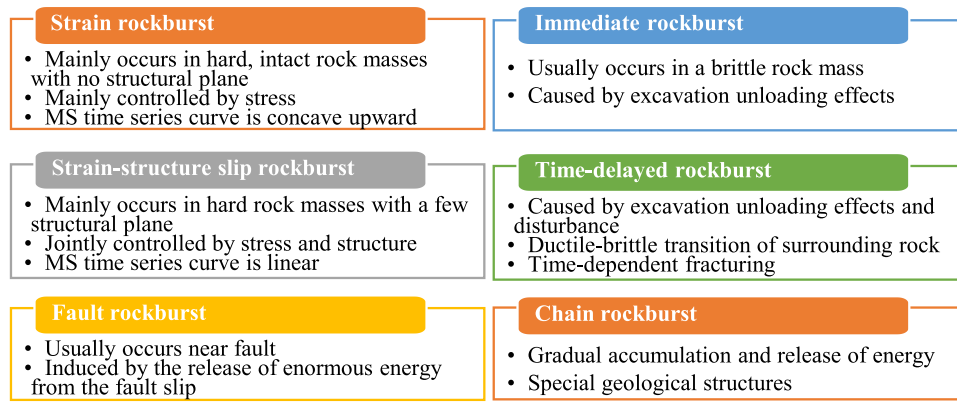 Strain rockburst
• Mainly occurs in hard, intact rock masses
with no structural plane
• Mainly controlled by stress
• MS time series curve is concave upward
Immediate rockburst
• Usually occurs in a brittle rock mass
• Caused by excavation unloading effects
Strain-structure slip rockburst
• Mainly occurs in hard rock masses with a few
structural plane
• Jointly controlled by stress and structure
• MS time series curve is linear
Time-delayed rockburst
• Caused by excavation unloading effects and
disturbance
• Ductile-brittle transition of surrounding rock
• Time-dependent fracturing
Fault rockburst
• Usually occurs near fault
• Induced by the release of enormous energy
from the fault slip
Chain rockburst
• Gradual accumulation and release of energy
• Special geological structures